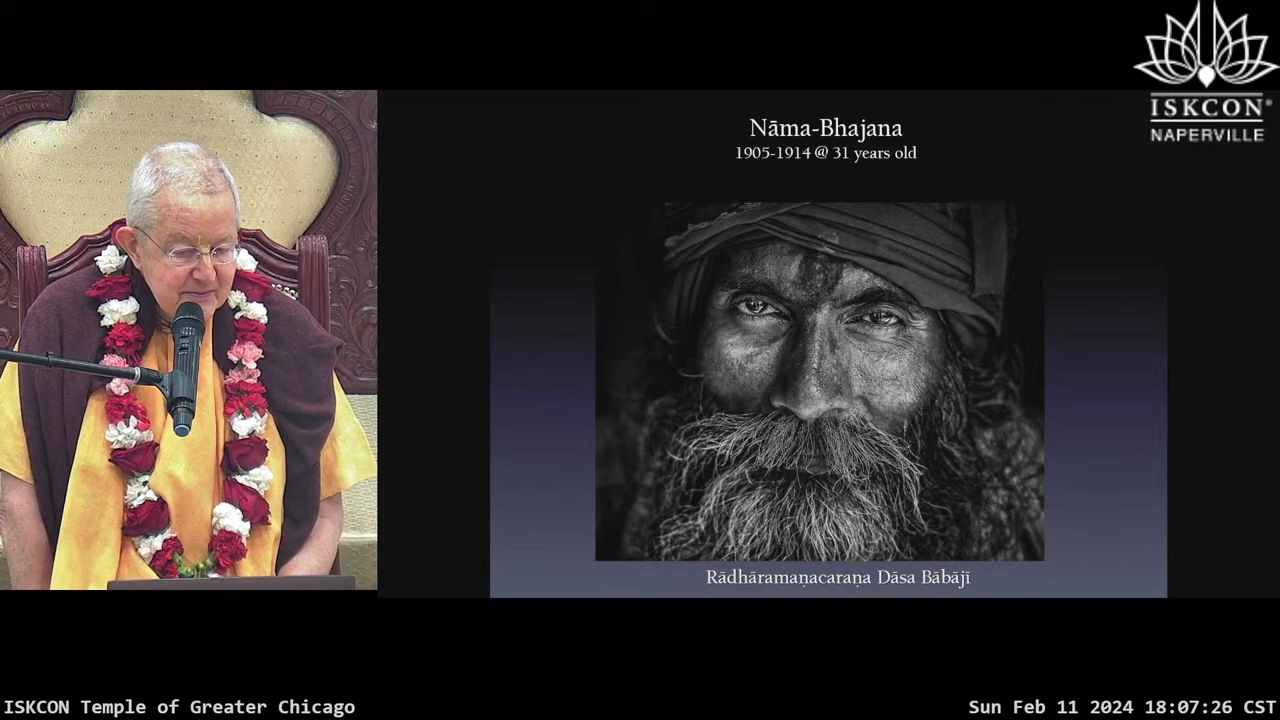 ISKCON®
NAPERVILLE
Nāma-Bhajana
1905-1914 @ 31 years old
Rādhāramaṇacaraṇa Dāsa Bābājī
ISKCON Temple of Greater Chicago
Sun Feb 11 2024 18:07:26 CST